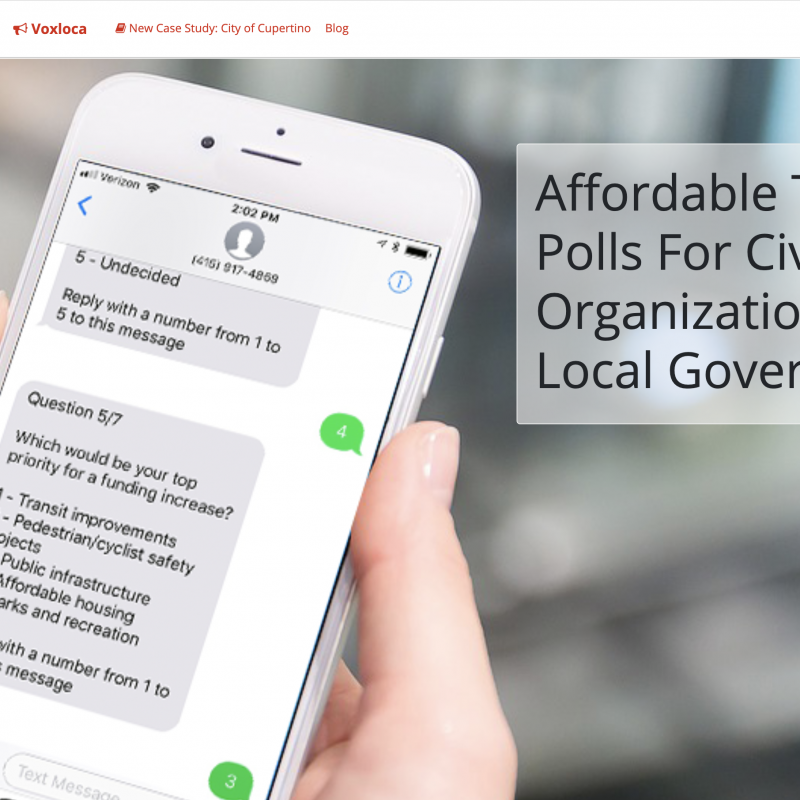 Voxloca New Case Study: City of Cupertino Blog
Verizon
2:02 PM
(415) 917-4869
5 - Undecided
Reply with a number from 1 to
5 to this message
4
Question 5/7
Which would be your top
priority for a funding increase?
- Transit improvements
- Pedestrian/cyclist safety
ojects
Public infrastructure
Affordable housing
arks and recreation
with a number from 1 to
message
3
Text Message
Affordable
Polls For Civ
Organizatio
Local Gover